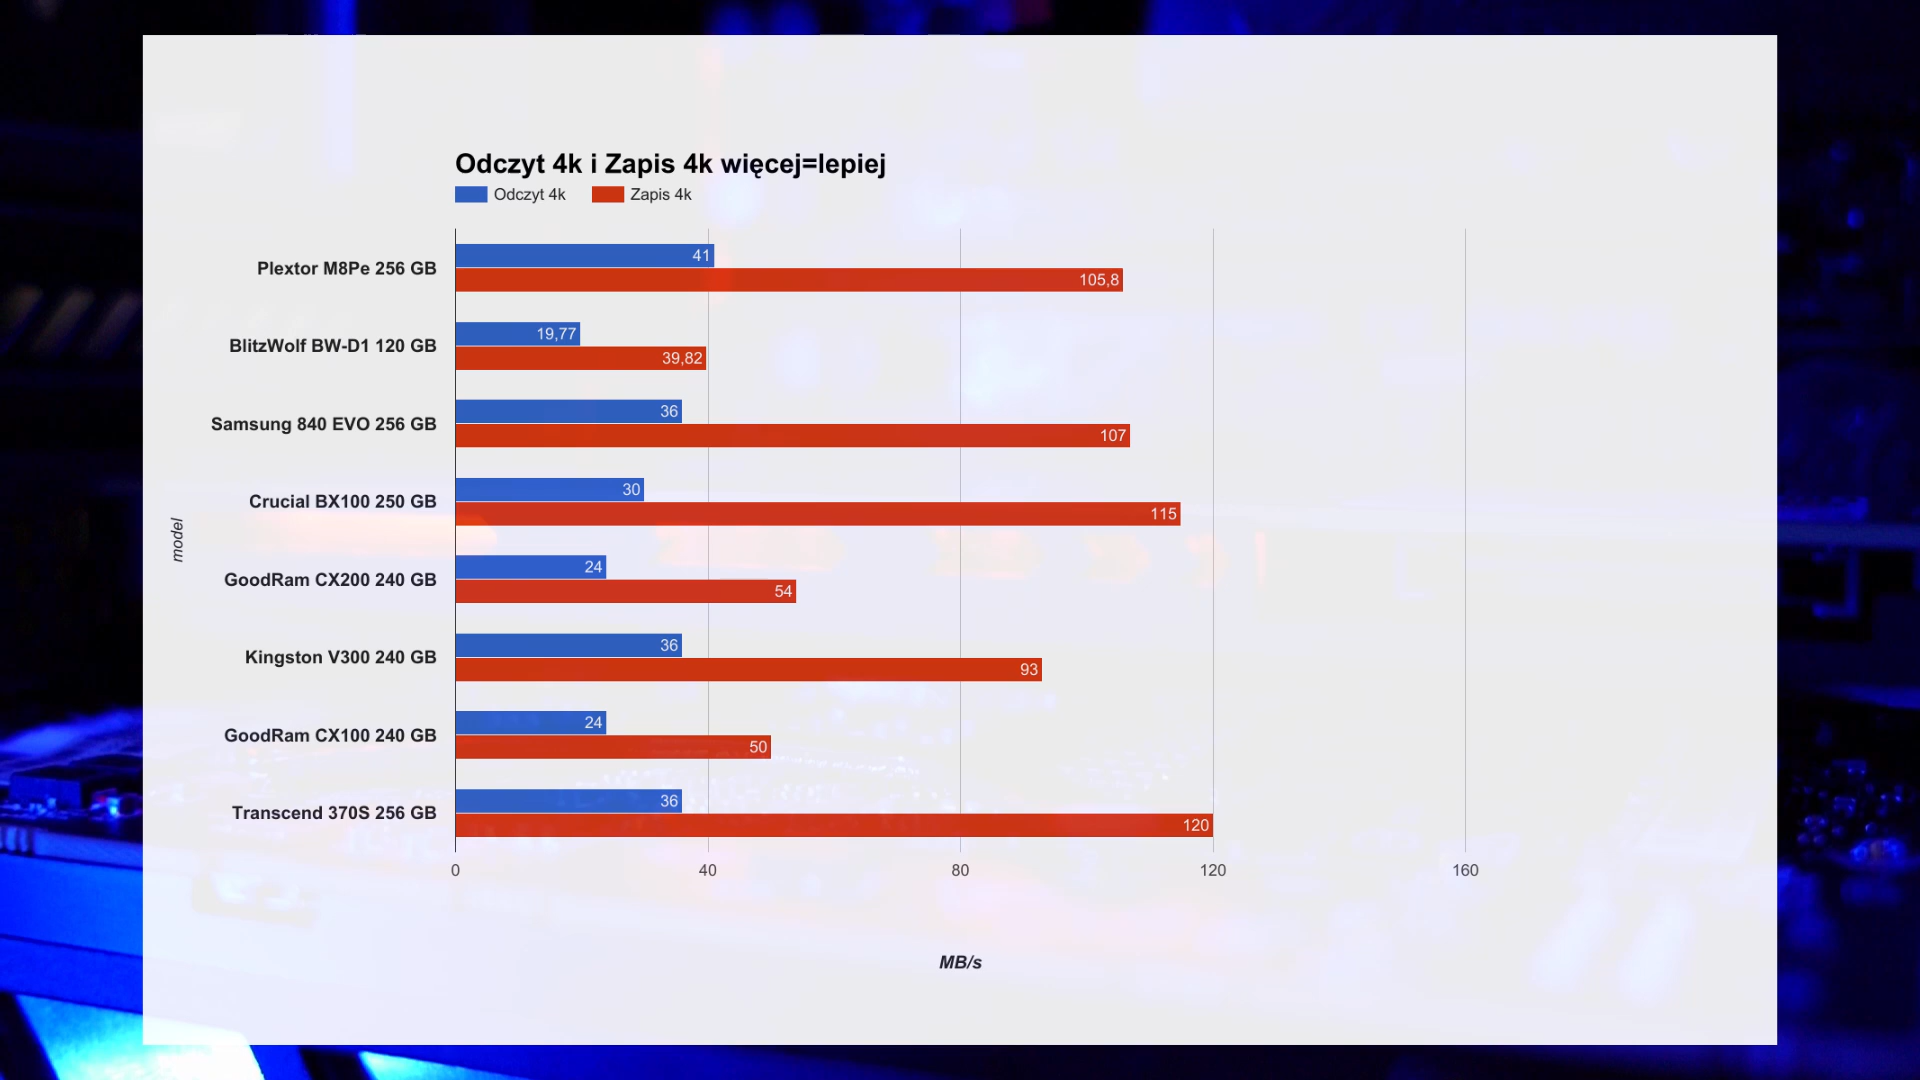 Odczyt 4k i Zapis 4k więcej=lepiej
Odczyt 4k Zapis 4k
Plextor M8Pe 256 GB
41
105,8
BlitzWolf BW-D1 120 GB
19,77
39,82
Samsung 840 EVO 256 GB
36
107
Crucial BX100 250 GB
30
115
model
GoodRam CX200 240 GB
24
54
Kingston V300 240 GB
36
93
GoodRam CX100 240 GB
24
50
Transcend 370S 256 GB
36
120
0 40 80 120 160
MB/s